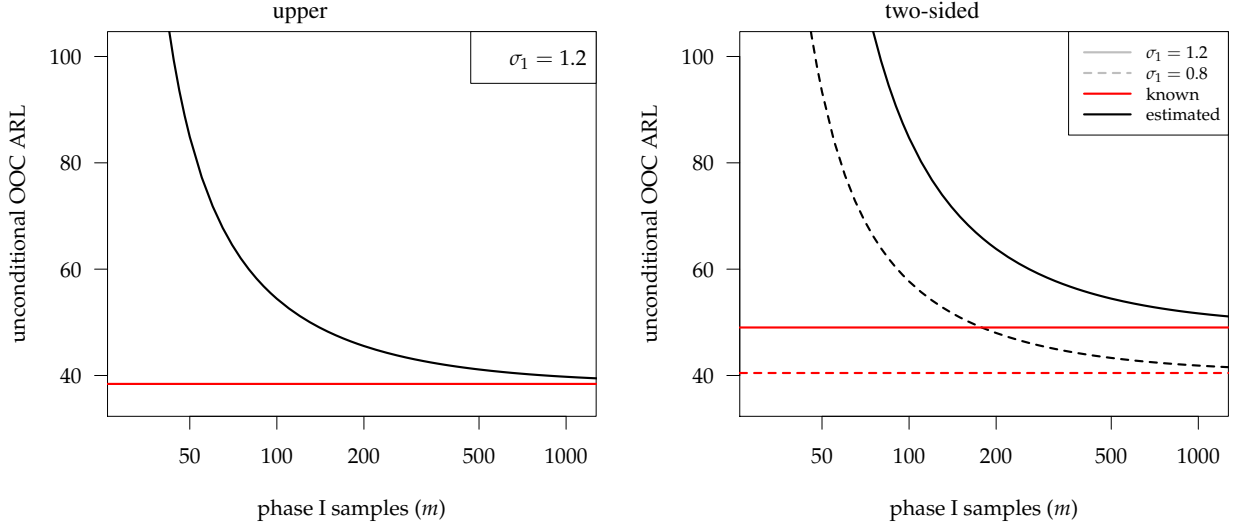 upper
σ₁ = 1.2
unconditional OOC ARL
100
80
60
40
50
100
200
500
1000
phase I samples (m)
two-sided
σ₁ = 1.2
σ₁ = 0.8
known
estimated
unconditional OOC ARL
100
80
60
40
50
100
200
500
1000
phase I samples (m)